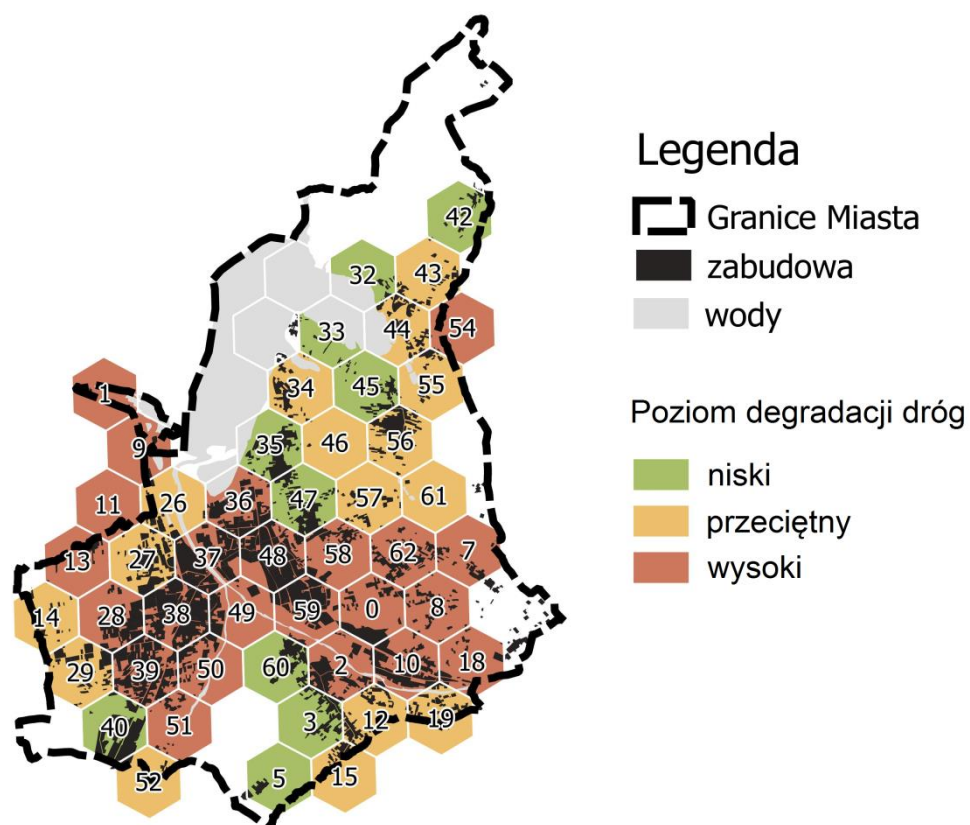 Legenda
Granice Miasta
zabudowa
wody
Poziom degradacji dróg
niski
przeciętny
wysoki
42
32 43
33 44 54
1 34 45 55
9 35 46 56
11 26 36 47 57 61
13 27 37 48 58 62 7
14 28 38 49 59 0 8
29 39 50 60 2 10 18
40 51 3 12 19
52 5 15